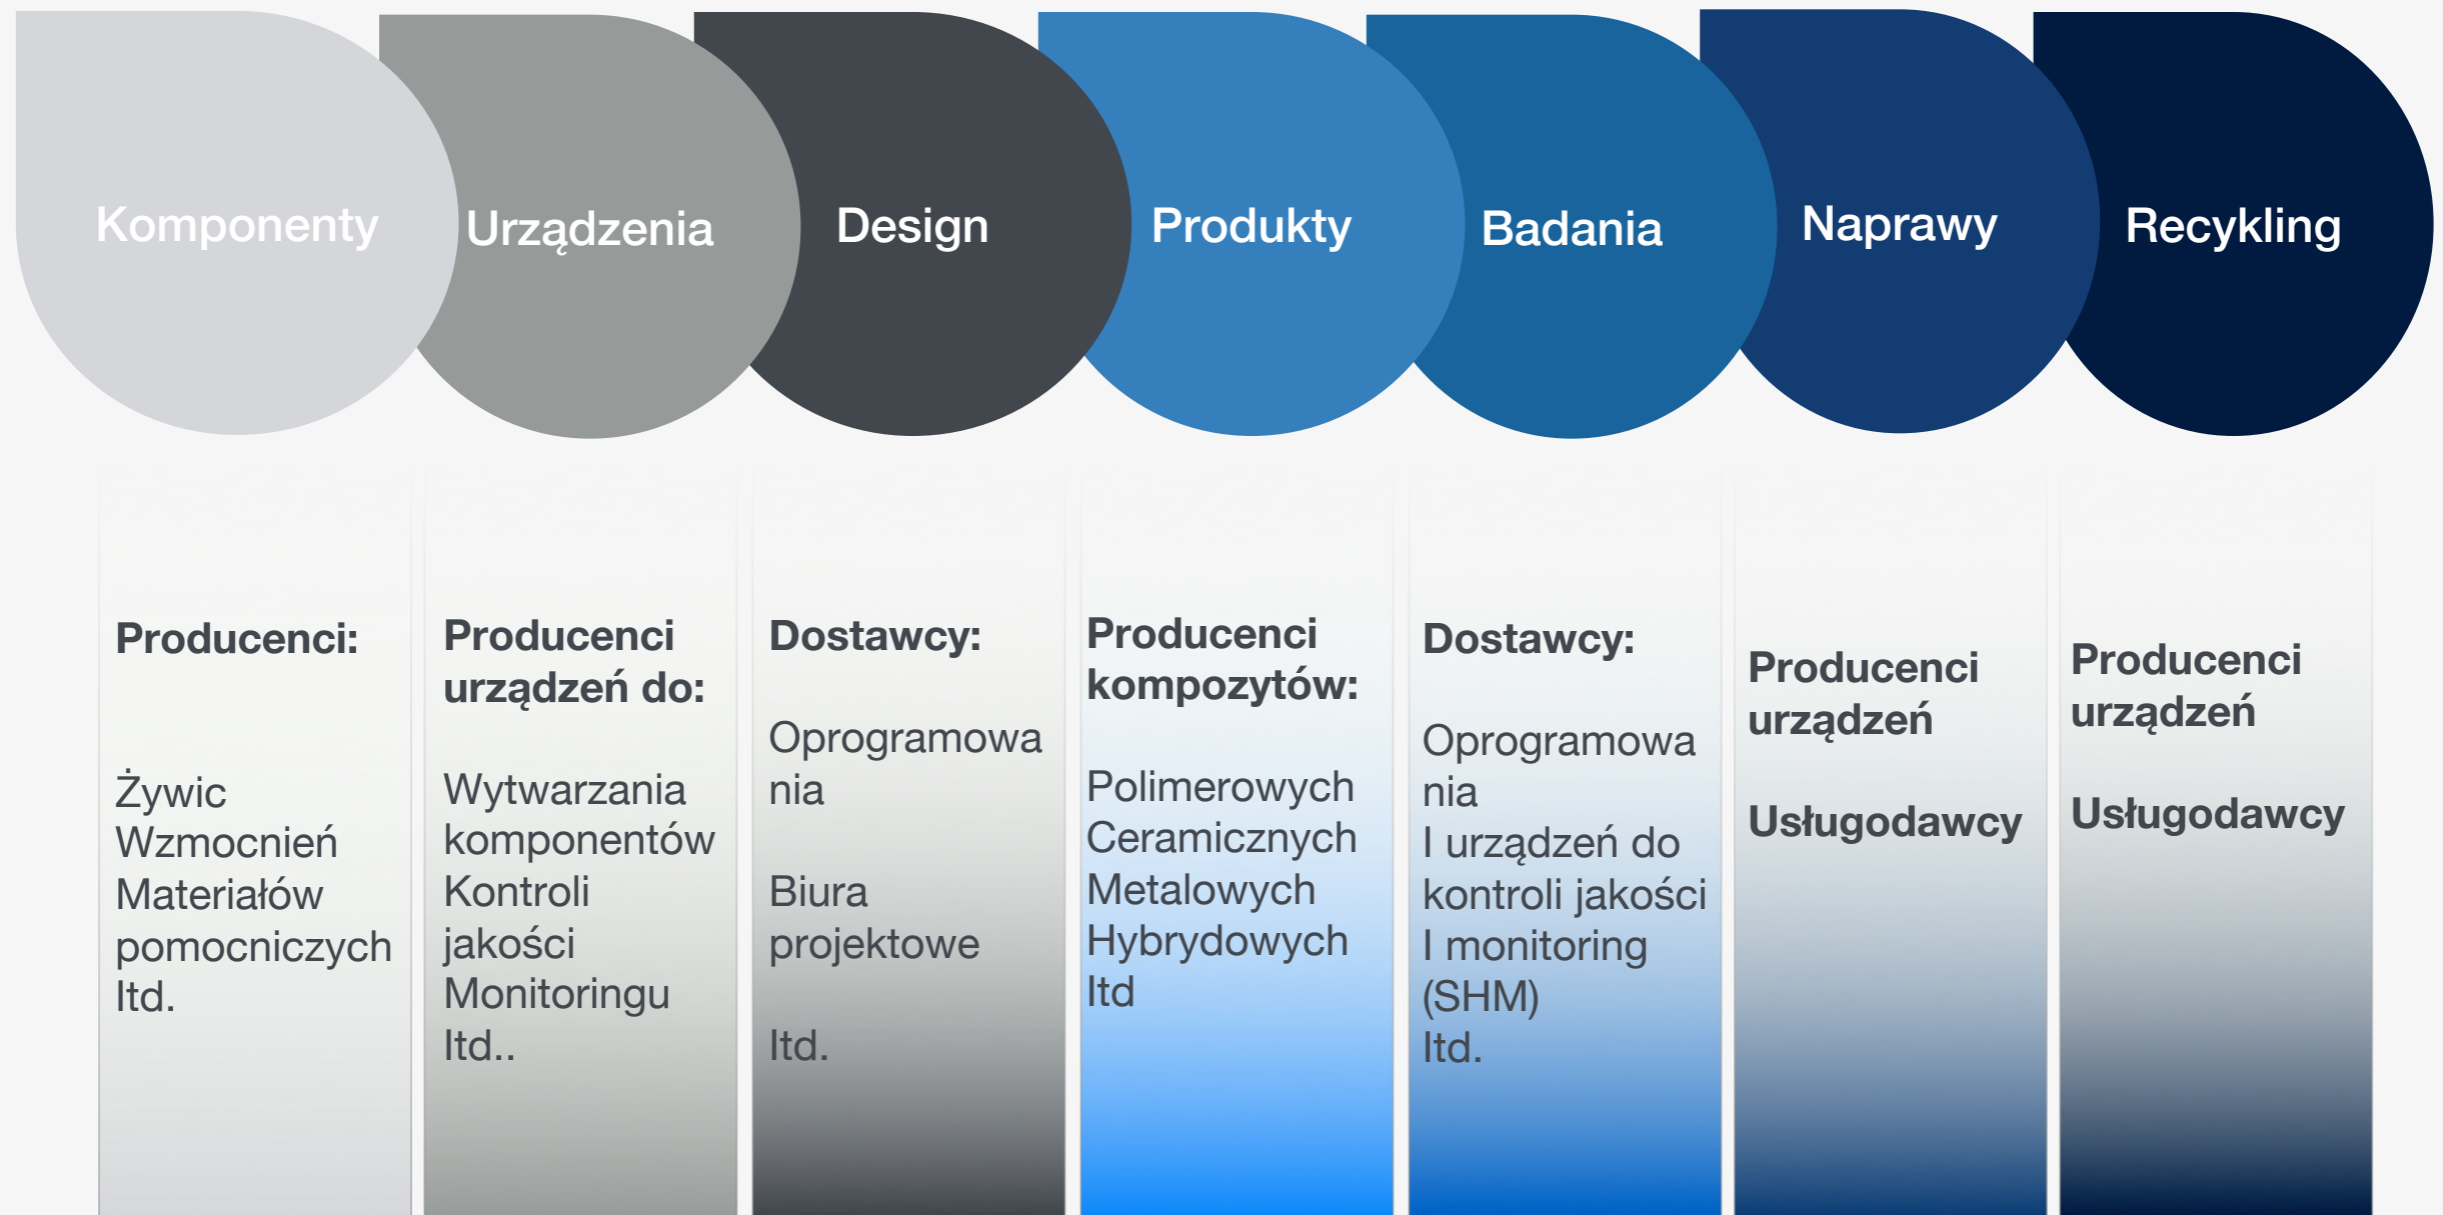 Komponenty
Urządzenia
Design
Produkty
Badania
Naprawy
Recykling
Producenci:
Żywic
Wzmocnień
Materiałów
pomocniczych
Itd.
Producenci
urządzeń do:
Wytwarzania
komponentów
Kontroli
jakości
Monitoringu
Itd..
Dostawcy:
Oprogramowa
nia
Biura
projektowe
Itd.
Producenci
kompozytów:
Polimerowych
Ceramicznych
Metalowych
Hybrydowych
Itd
Dostawcy:
Oprogramowa
nia
I urządzeń do
kontroli jakości
I monitoring
(SHM)
Itd.
Producenci
urządzeń
Usługodawcy
Producenci
urządzeń
Usługodawcy